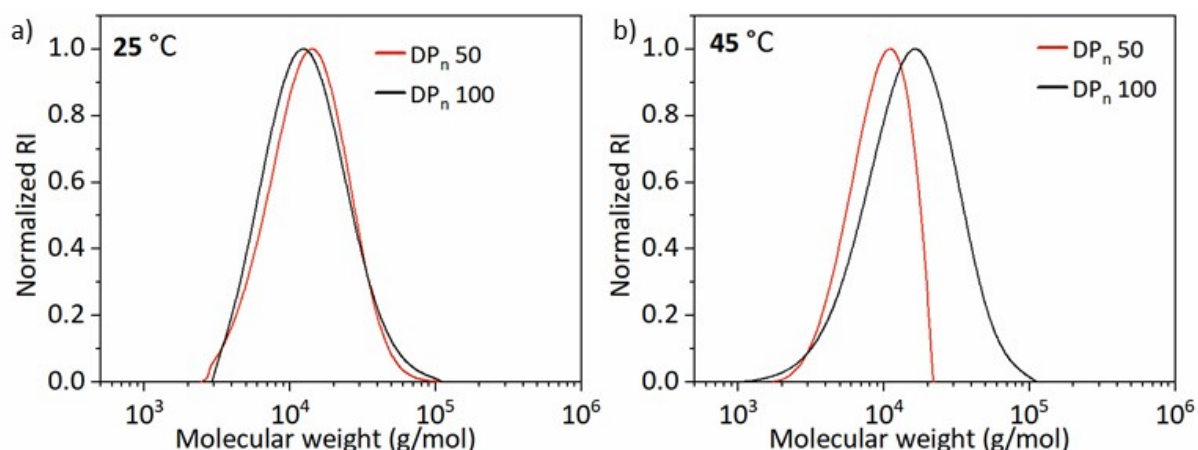 a)
25 °C
DPn 50
DPn 100
Normalized RI
1.0
0.8
0.6
0.4
0.2
0.0
10³ 10⁴ 10⁵ 10⁶
Molecular weight (g/mol)
b)
45 °C
DPn 50
DPn 100
Normalized RI
1.0
0.8
0.6
0.4
0.2
0.0
10³ 10⁴ 10⁵ 10⁶
Molecular weight (g/mol)